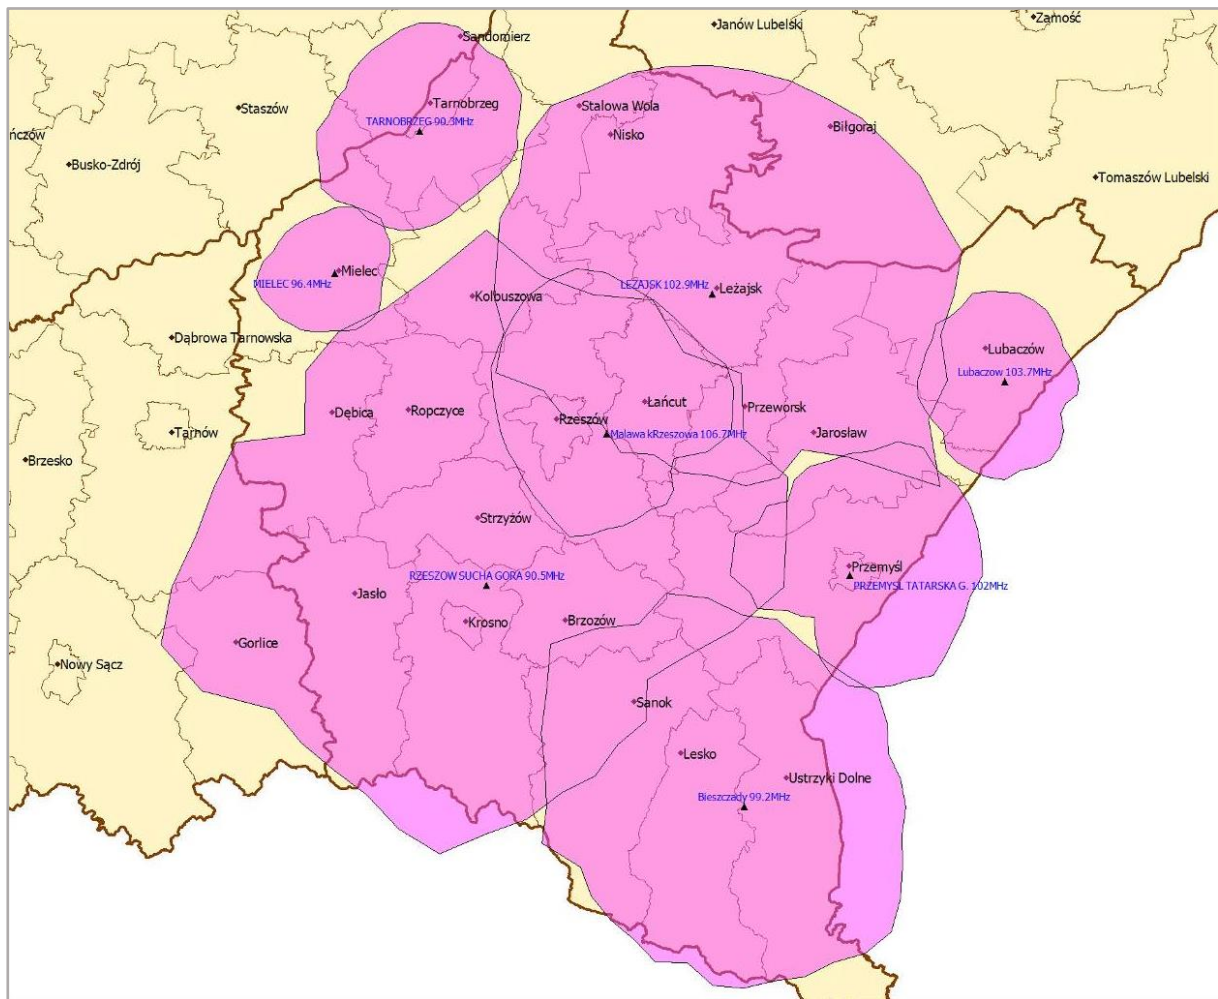 Zamość
Janów Lubelski
Sandomierz
Tarnobrzeg
Stalowa Wola
Staszów
TARNOBRZEG 90.3MHz
Biłgoraj
ńczów
Nisko
Busko-Zdrój
Tomaszów Lubelski
Mielec
MIELEC 96.4MHz
LEŻAJSK 102.9MHz
Leżajsk
Kolbuszowa
Dąbrowa Tarnowska
Lubaczów
Lubaczow 103.7MHz
Dębica
Ropczyce
Łańcut
Przeworsk
Rzeszów
Tarnów
Malawa kRzeszowa 106.7MHz
Jarosław
Brzesko
Strzyżów
Przemyśl
RZESZOW SUCHA GORA 90.5MHz
PRZEMYSL TATARSKA G. 102MHz
Jasło
Krosno
Brzozów
Gorlice
Nowy Sącz
Sanok
Lesko
Ustrzyki Dolne
Bieszczady 99.2MHz